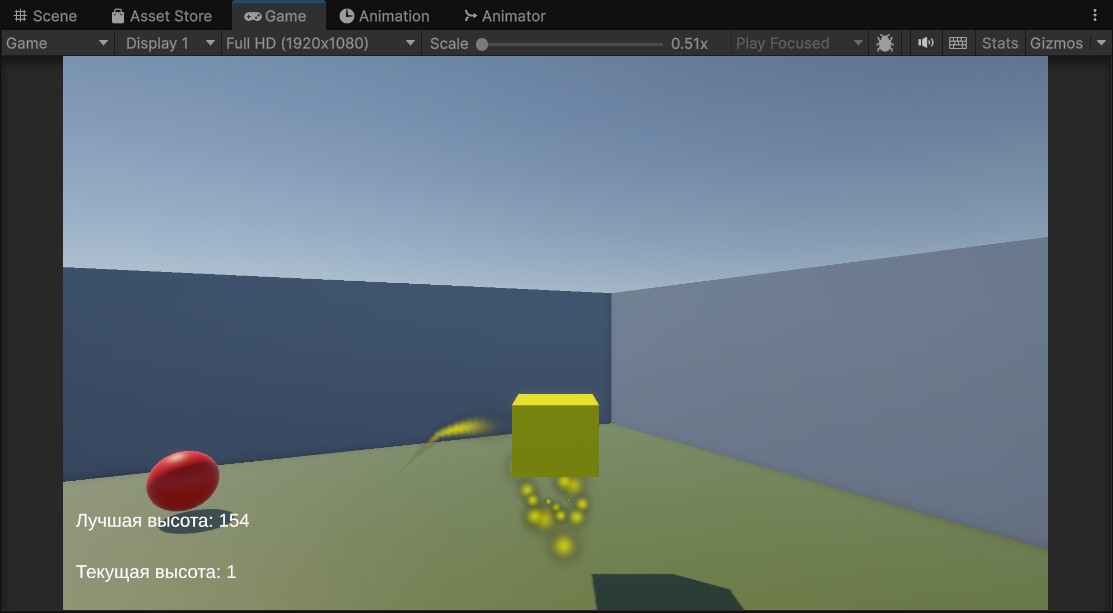 Scene Asset Store Game Animation Animator
Game Display 1 Full HD (1920x1080) Scale 0.51x Play Focused Stats Gizmos
Лучшая высота: 154
Текущая высота: 1